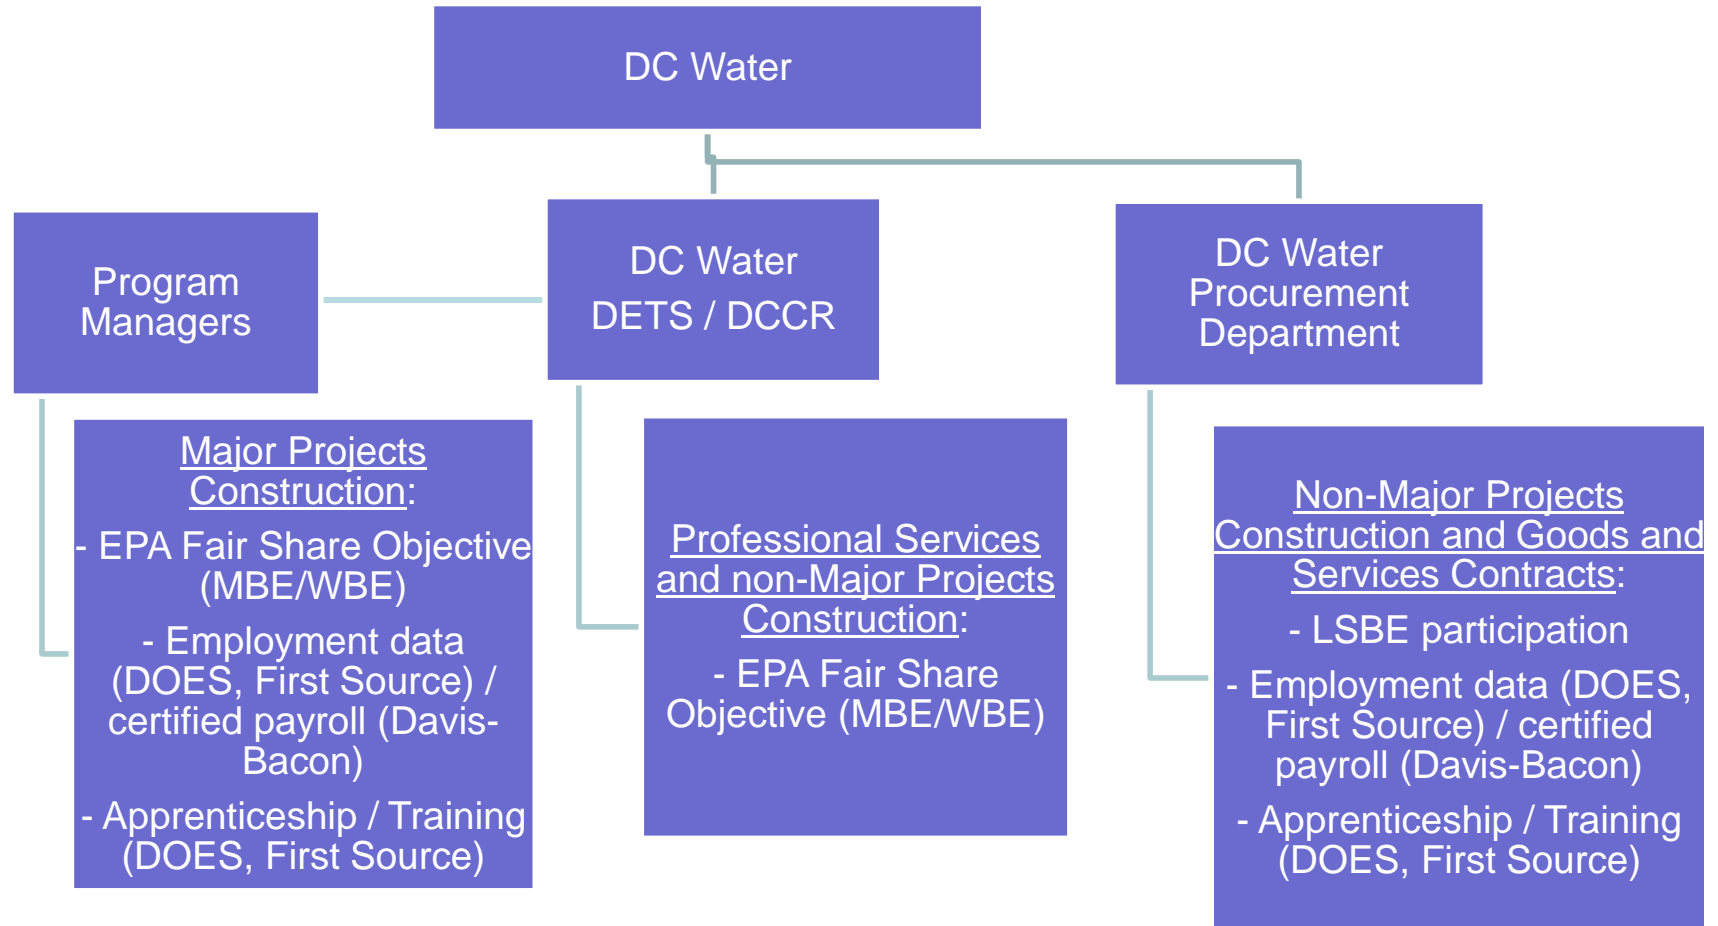 DC Water
Program
Managers
DC Water
DETS / DCCR
DC Water
Procurement
Department
Major Projects
Construction:
- EPA Fair Share Objective
(MBE/WBE)
- Employment data
(DOES, First Source) /
certified payroll (Davis-
Bacon)
- Apprenticeship / Training
(DOES, First Source)
Professional Services
and non-Major Projects
Construction:
- EPA Fair Share
Objective (MBE/WBE)
Non-Major Projects
Construction and Goods and
Services Contracts:
- LSBE participation
- Employment data (DOES,
First Source) / certified
payroll (Davis-Bacon)
- Apprenticeship / Training
(DOES, First Source)